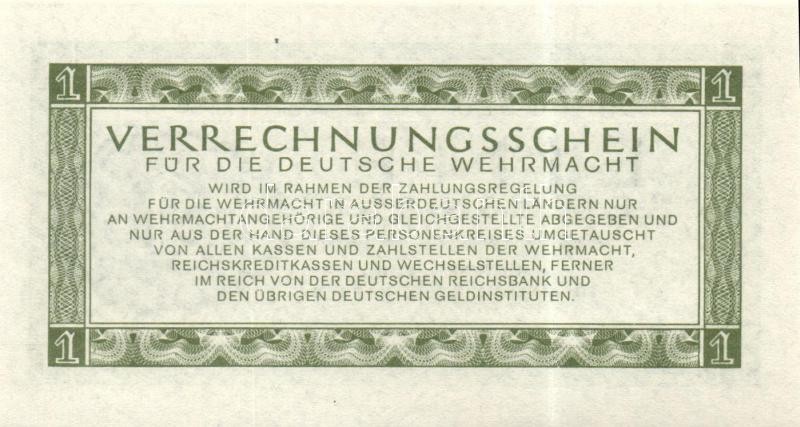 1 1
VERRECHNUNGSSCHEIN
FÜR DIE DEUTSCHE WEHRMACHT
WIRD IM RAHMEN DER ZAHLUNGSREGELUNG
FÜR DIE WEHRMACHT IN AUSSERDEUTSCHEN LÄNDERN NUR
AN WEHRMACHTANGEHÖRIGE UND GLEICHGESTELLTE ABGEGEBEN UND
NUR AUS DER HAND DIESES PERSONENKREISES UMGETAUSCHT
VON ALLEN KASSEN UND ZAHLSTELLEN DER WEHRMACHT,
REICHSKREDITKASSEN UND WECHSELSTELLEN, FERNER
IM REICH VON DER DEUTSCHEN REICHSBANK UND
DEN ÜBRIGEN DEUTSCHEN GELDINSTITUTEN.
1 1